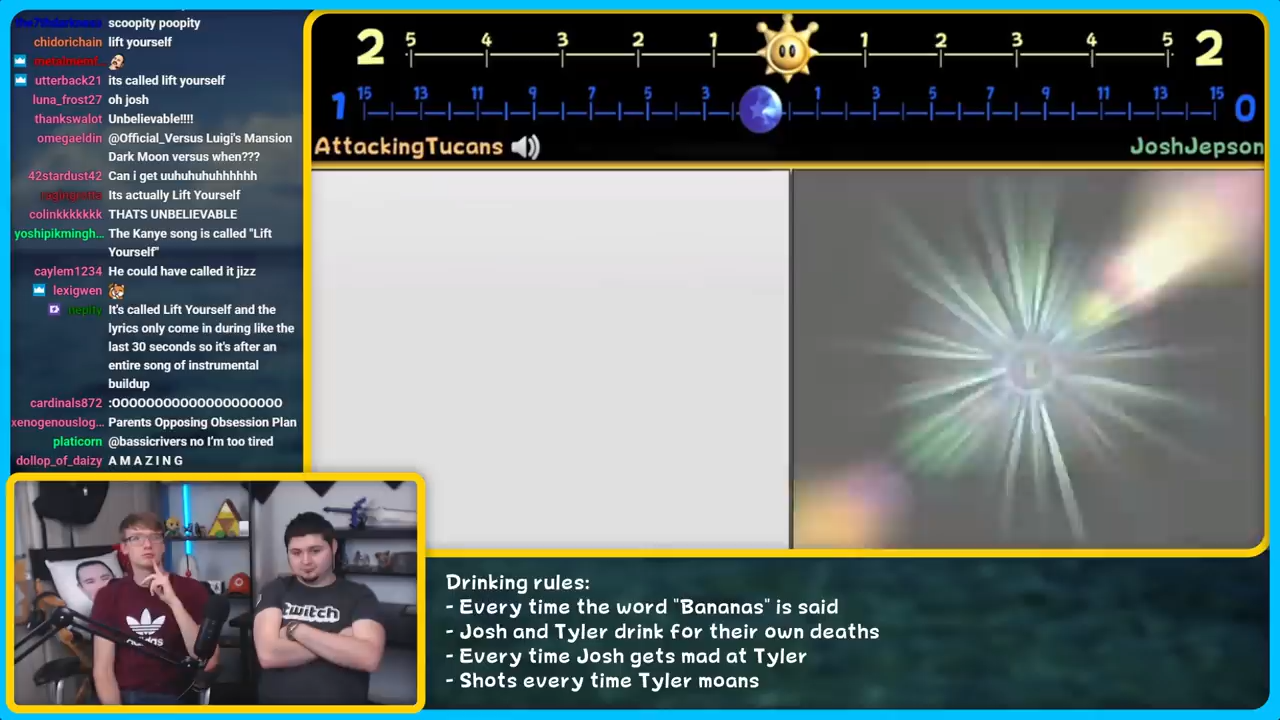 scoopity poopity
chidorichain lift yourself
utterback21 its called lift yourself
luna_frost27 oh josh
thankswalot Unbelievable!!!!
omegaeldin @Official_Versus Luigi's Mansion
Dark Moon versus when???
42stardust42 Can i get uuhuhuhuhhhhhh
Its actually Lift Yourself
colinkkkkkk THATS UNBELIEVABLE
yoshipikmingh... The Kanye song is called "Lift
Yourself"
caylem1234 He could have called it jizz
lexigwen
It's called Lift Yourself and the
lyrics only come in during like the
last 30 seconds so it's after an
entire song of instrumental
buildup
cardinals872 :OOOOOOOOOOOOOOOOOOO
xenogenouslog... Parents Opposing Obsession Plan
platicorn @bassicrivers no I'm too tired
dollop_of_daizy A M A Z I N G
2 5 4 3 2 1 1 2 3 4 5 2
1 15 13 11 9 7 5 3 1 3 5 7 9 11 13 15 0
AttackingTucans JoshJepson
twitch
adidas
Drinking rules:
- Every time the word "Bananas" is said
- Josh and Tyler drink for their own deaths
- Every time Josh gets mad at Tyler
- Shots every time Tyler moans